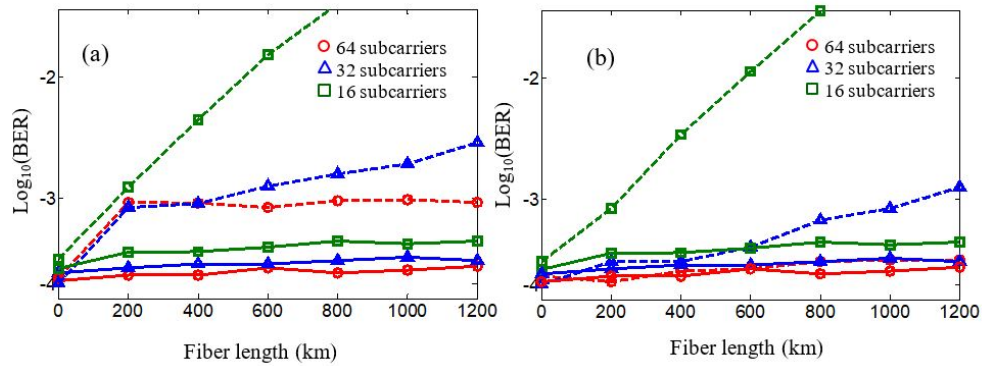 (a)
64 subcarriers
32 subcarriers
16 subcarriers
-2
-3
-4
Log₁₀(BER)
0 200 400 600 800 1000 1200
Fiber length (km)
(b)
64 subcarriers
32 subcarriers
16 subcarriers
-2
-3
-4
Log₁₀(BER)
0 200 400 600 800 1000 1200
Fiber length (km)